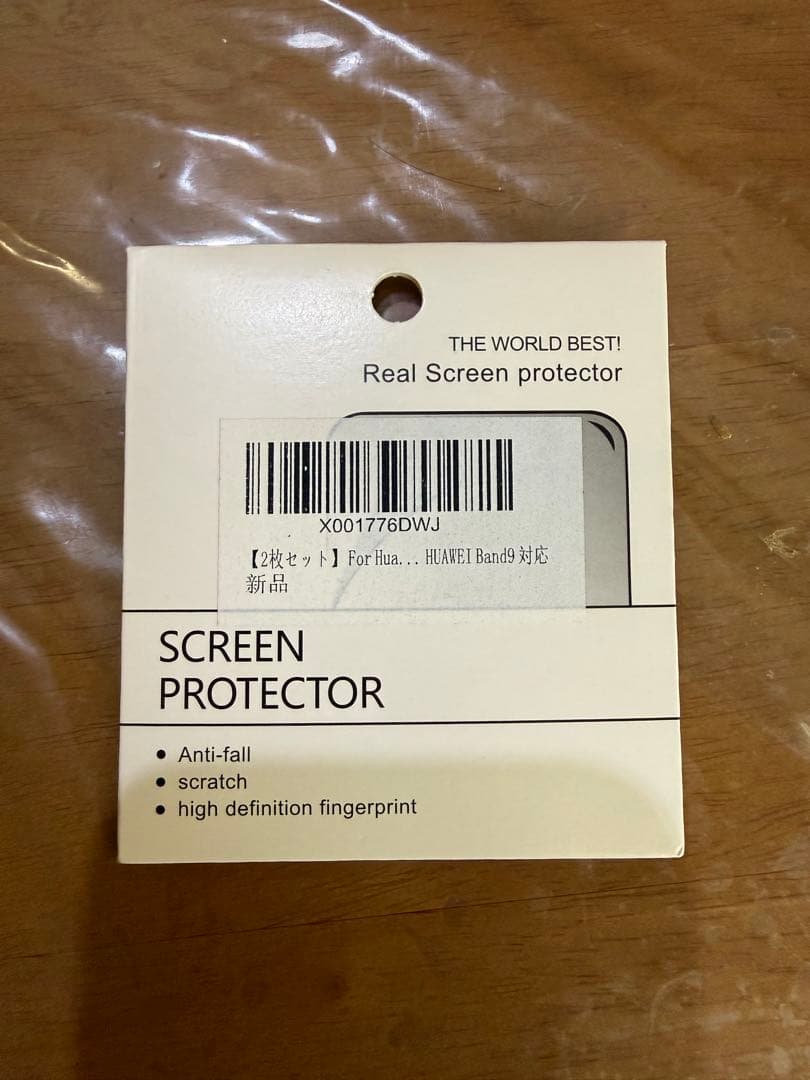 THE WORLD BEST!
Real Screen protector
X001776DWJ
【2枚セット】For Hua... HUAWEI Band9 対応
新品
SCREEN
PROTECTOR
• Anti-fall
• scratch
• high definition fingerprint